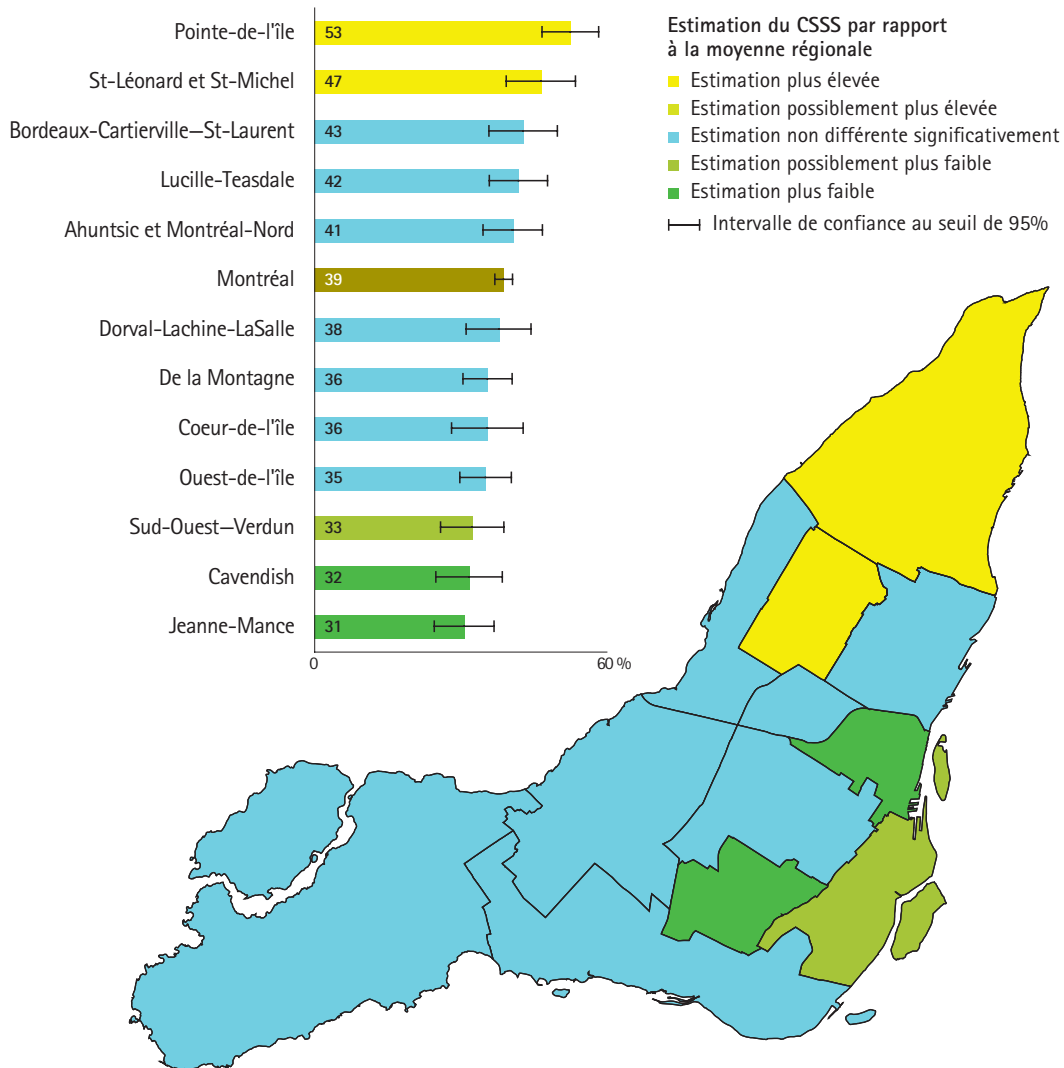 Pointe-de-l'île 53
St-Léonard et St-Michel 47
Bordeaux-Cartierville–St-Laurent 43
Lucille-Teasdale 42
Ahuntsic et Montréal-Nord 41
Montréal 39
Dorval-Lachine-LaSalle 38
De la Montagne 36
Coeur-de-l'île 36
Ouest-de-l'île 35
Sud-Ouest–Verdun 33
Cavendish 32
Jeanne-Mance 31
0 60 %
Estimation du CSSS par rapport
à la moyenne régionale
Estimation plus élevée
Estimation possiblement plus élevée
Estimation non différente significativement
Estimation possiblement plus faible
Estimation plus faible
Intervalle de confiance au seuil de 95%